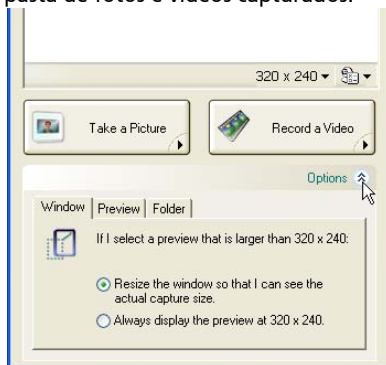 pasta de fotos e vídeos capturados.
320 x 240
Take a Picture
Record a Video
Options
Window Preview Folder
If I select a preview that is larger than 320 x 240:
Resize the window so that I can see the
actual capture size.
Always display the preview at 320 x 240.